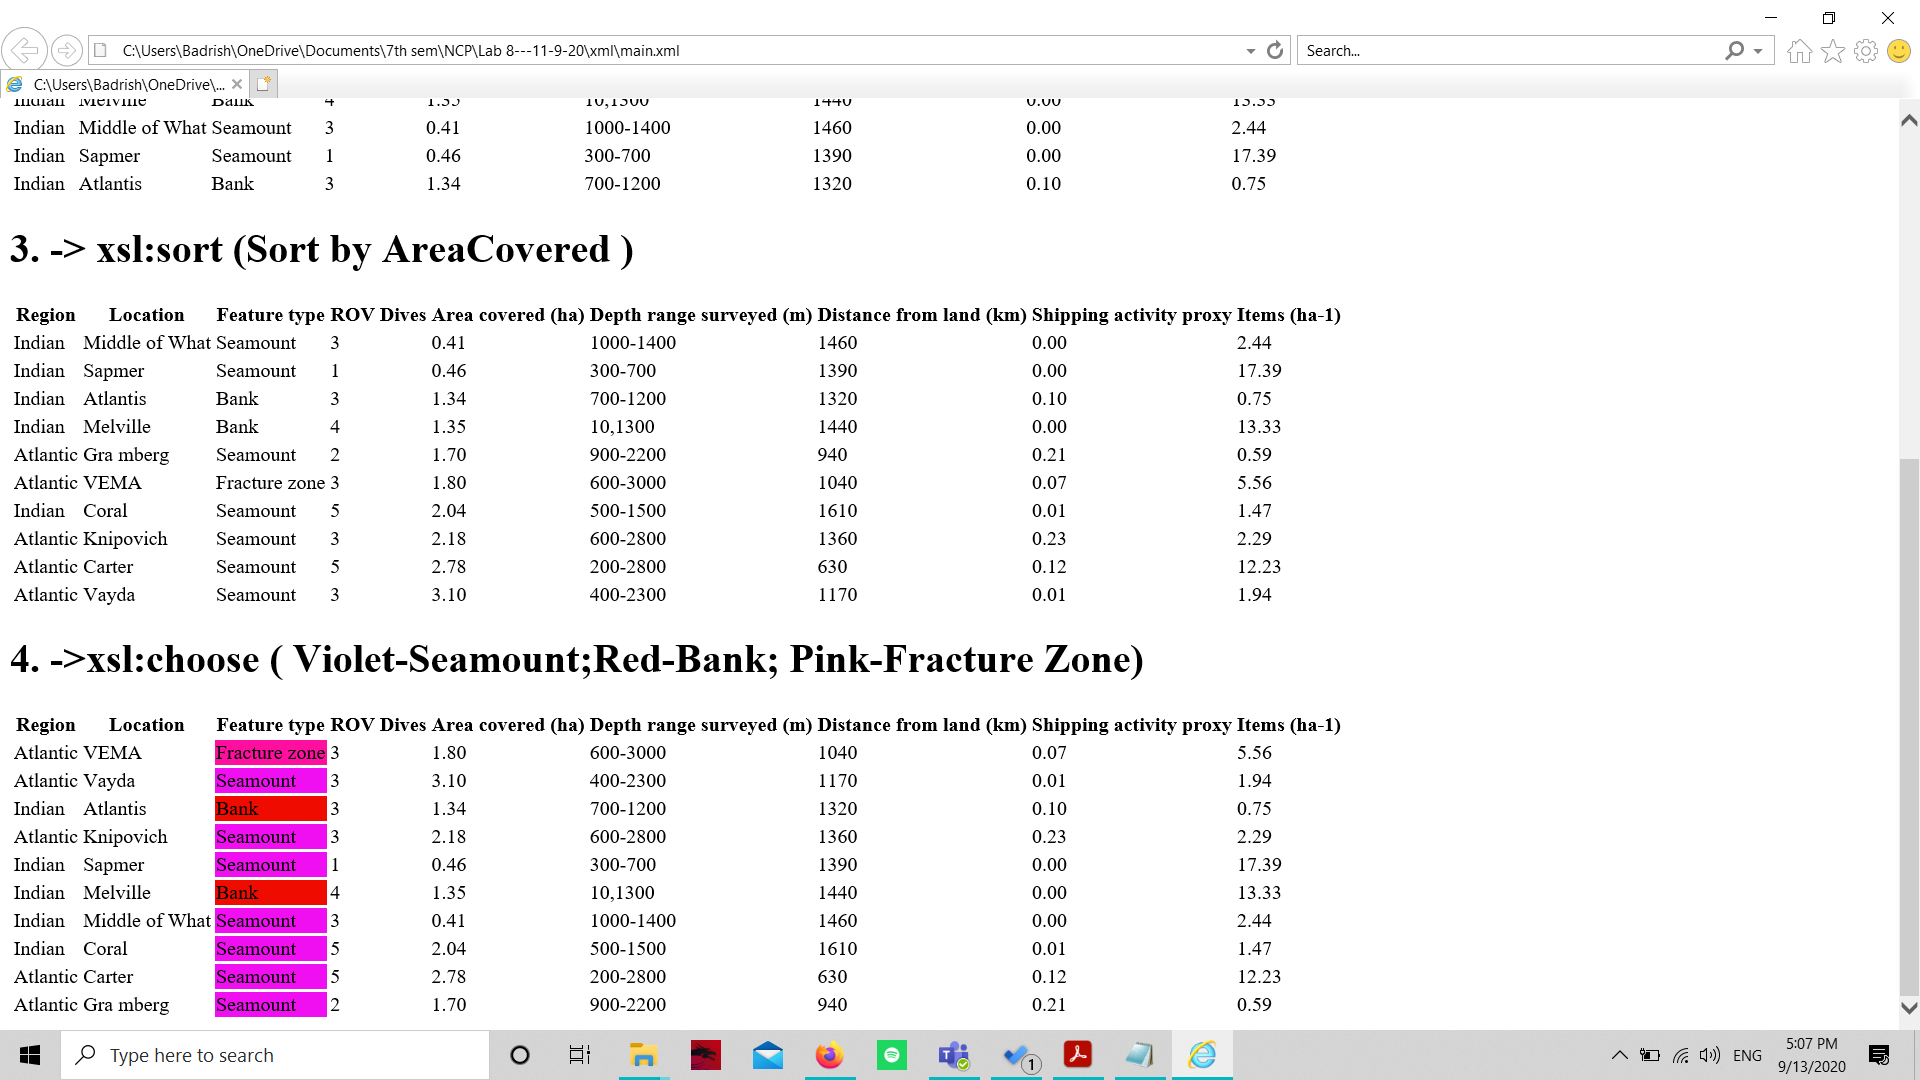 C:\Users\Badrish\OneDrive\Documents\7th sem\NCP\Lab 8---11-9-20\xml\main.xml
Search...
C:\Users\Badrish\OneDrive\...
Indian Melville Bank 4 1.35 10,1300 1440 0.00 13.33
Indian Middle of What Seamount 3 0.41 1000-1400 1460 0.00 2.44
Indian Sapmer Seamount 1 0.46 300-700 1390 0.00 17.39
Indian Atlantis Bank 3 1.34 700-1200 1320 0.10 0.75
3. -> xsl:sort (Sort by AreaCovered )
Region Location Feature type ROV Dives Area covered (ha) Depth range surveyed (m) Distance from land (km) Shipping activity proxy Items (ha-1)
Indian Middle of What Seamount 3 0.41 1000-1400 1460 0.00 2.44
Indian Sapmer Seamount 1 0.46 300-700 1390 0.00 17.39
Indian Atlantis Bank 3 1.34 700-1200 1320 0.10 0.75
Indian Melville Bank 4 1.35 10,1300 1440 0.00 13.33
Atlantic Gra mberg Seamount 2 1.70 900-2200 940 0.21 0.59
Atlantic VEMA Fracture zone 3 1.80 600-3000 1040 0.07 5.56
Indian Coral Seamount 5 2.04 500-1500 1610 0.01 1.47
Atlantic Knipovich Seamount 3 2.18 600-2800 1360 0.23 2.29
Atlantic Carter Seamount 5 2.78 200-2800 630 0.12 12.23
Atlantic Vayda Seamount 3 3.10 400-2300 1170 0.01 1.94
4. ->xsl:choose ( Violet-Seamount;Red-Bank; Pink-Fracture Zone)
Region Location Feature type ROV Dives Area covered (ha) Depth range surveyed (m) Distance from land (km) Shipping activity proxy Items (ha-1)
Atlantic VEMA Fracture zone 3 1.80 600-3000 1040 0.07 5.56
Atlantic Vayda Seamount 3 3.10 400-2300 1170 0.01 1.94
Indian Atlantis Bank 3 1.34 700-1200 1320 0.10 0.75
Atlantic Knipovich Seamount 3 2.18 600-2800 1360 0.23 2.29
Indian Sapmer Seamount 1 0.46 300-700 1390 0.00 17.39
Indian Melville Bank 4 1.35 10,1300 1440 0.00 13.33
Indian Middle of What Seamount 3 0.41 1000-1400 1460 0.00 2.44
Indian Coral Seamount 5 2.04 500-1500 1610 0.01 1.47
Atlantic Carter Seamount 5 2.78 200-2800 630 0.12 12.23
Atlantic Gra mberg Seamount 2 1.70 900-2200 940 0.21 0.59
Type here to search
1
ENG
5:07 PM
9/13/2020